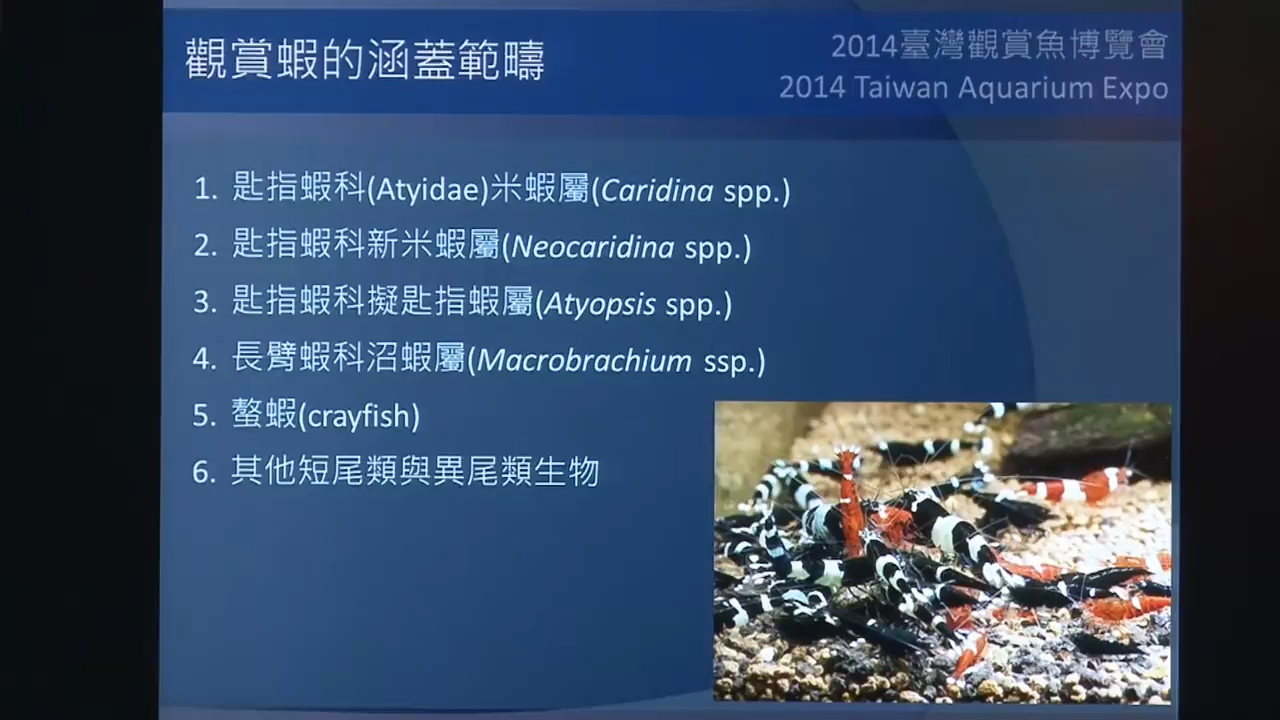 觀賞蝦的涵蓋範疇
2014臺灣觀賞魚博覽會
2014 Taiwan Aquarium Expo
1. 匙指蝦科(Atyidae)米蝦屬(Caridina spp.)
2. 匙指蝦科新米蝦屬(Neocaridina spp.)
3. 匙指蝦科擬匙指蝦屬(Atyopsis spp.)
4. 長臂蝦科沼蝦屬(Macrobrachium ssp.)
5. 螯蝦(crayfish)
6. 其他短尾類與異尾類生物